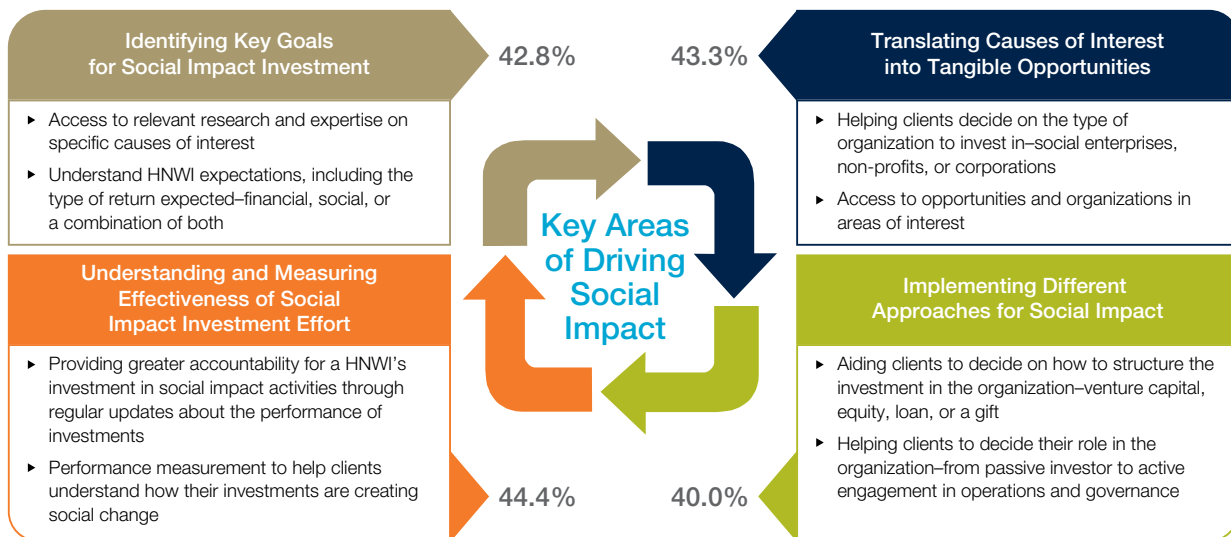 Identifying Key Goals
for Social Impact Investment
42.8%
▸ Access to relevant research and expertise on
specific causes of interest
▸ Understand HNWI expectations, including the
type of return expected–financial, social, or
a combination of both
43.3%
Translating Causes of Interest
into Tangible Opportunities
▸ Helping clients decide on the type of
organization to invest in–social enterprises,
non-profits, or corporations
▸ Access to opportunities and organizations in
areas of interest
Key Areas
of Driving
Social
Impact
Understanding and Measuring
Effectiveness of Social
Impact Investment Effort
▸ Providing greater accountability for a HNWI's
investment in social impact activities through
regular updates about the performance of
investments
▸ Performance measurement to help clients
understand how their investments are creating
social change
44.4%
Implementing Different
Approaches for Social Impact
▸ Aiding clients to decide on how to structure the
investment in the organization–venture capital,
equity, loan, or a gift
▸ Helping clients to decide their role in the
organization–from passive investor to active
engagement in operations and governance
40.0%